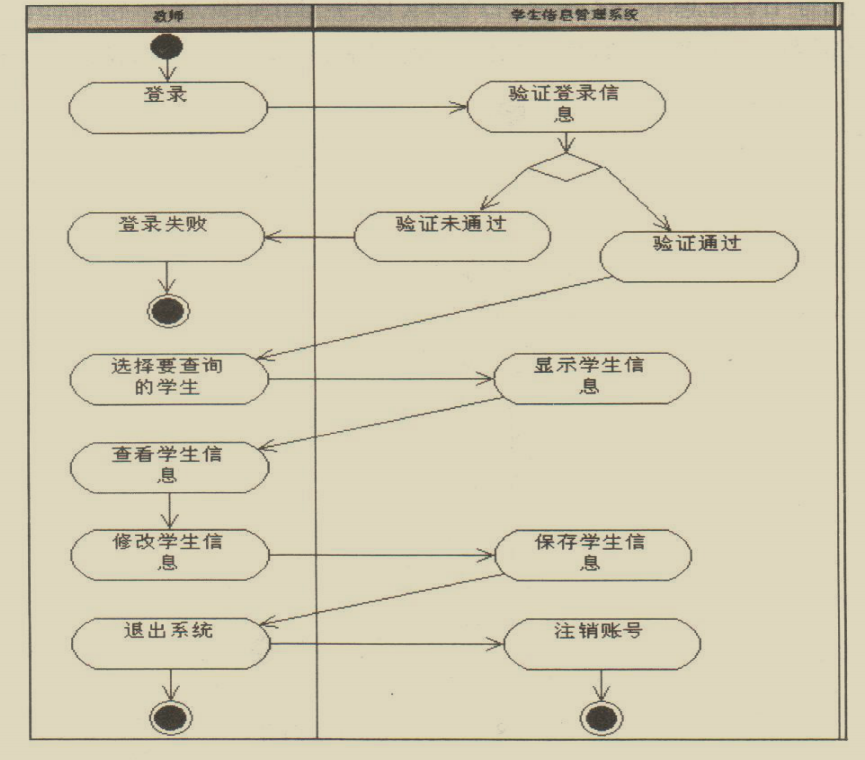 教师
学生信息管理系统
登录
验证登录信
息
登录失败
验证未通过
验证通过
选择要查询
的学生
显示学生信
息
查看学生信
息
修改学生信
息
保存学生信
息
退出系统
注销账号